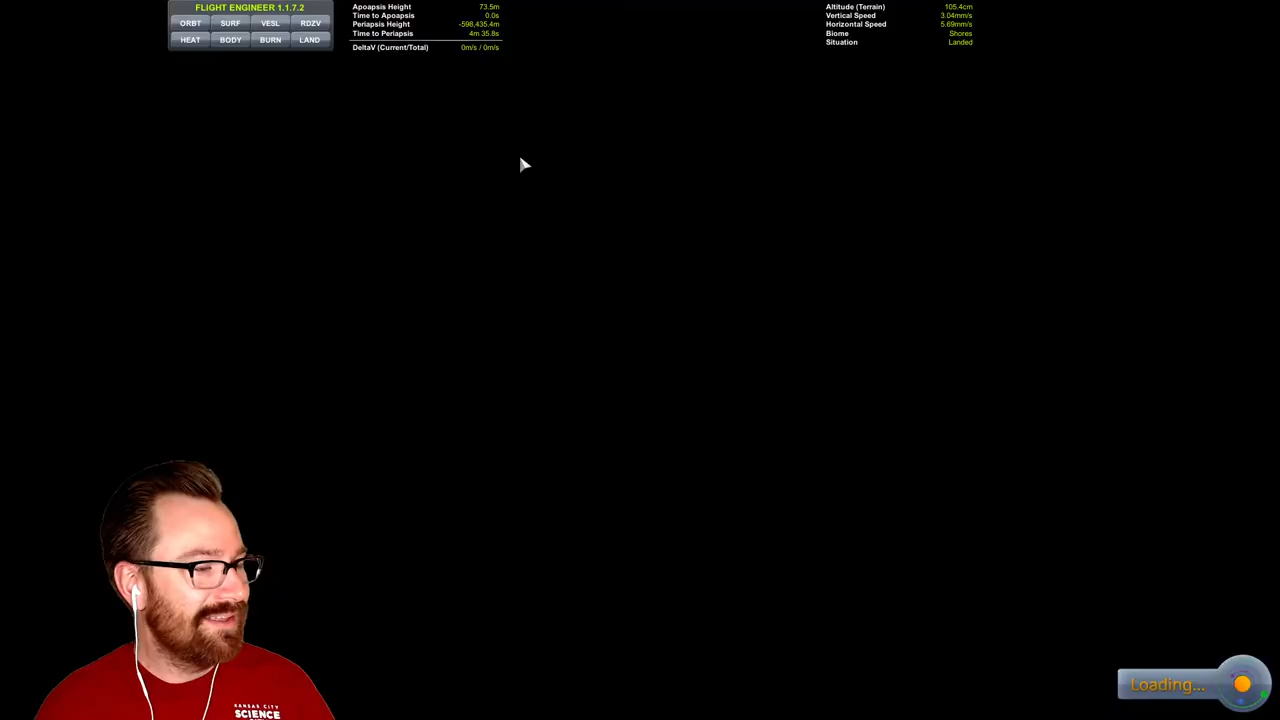 FLIGHT ENGINEER 1.1.7.2
ORBT SURF VESL RDZV
HEAT BODY BURN LAND
Apoapsis Height 73.5m
Time to Apoapsis 0.0s
Periapsis Height -598,435.4m
Time to Periapsis 4m 35.8s
DeltaV (Current/Total) 0m/s / 0m/s
Altitude (Terrain) 105.4cm
Vertical Speed 3.04mm/s
Horizontal Speed 5.69mm/s
Biome Shores
Situation Landed
Loading...
KANSAS CITY
SCIENCE